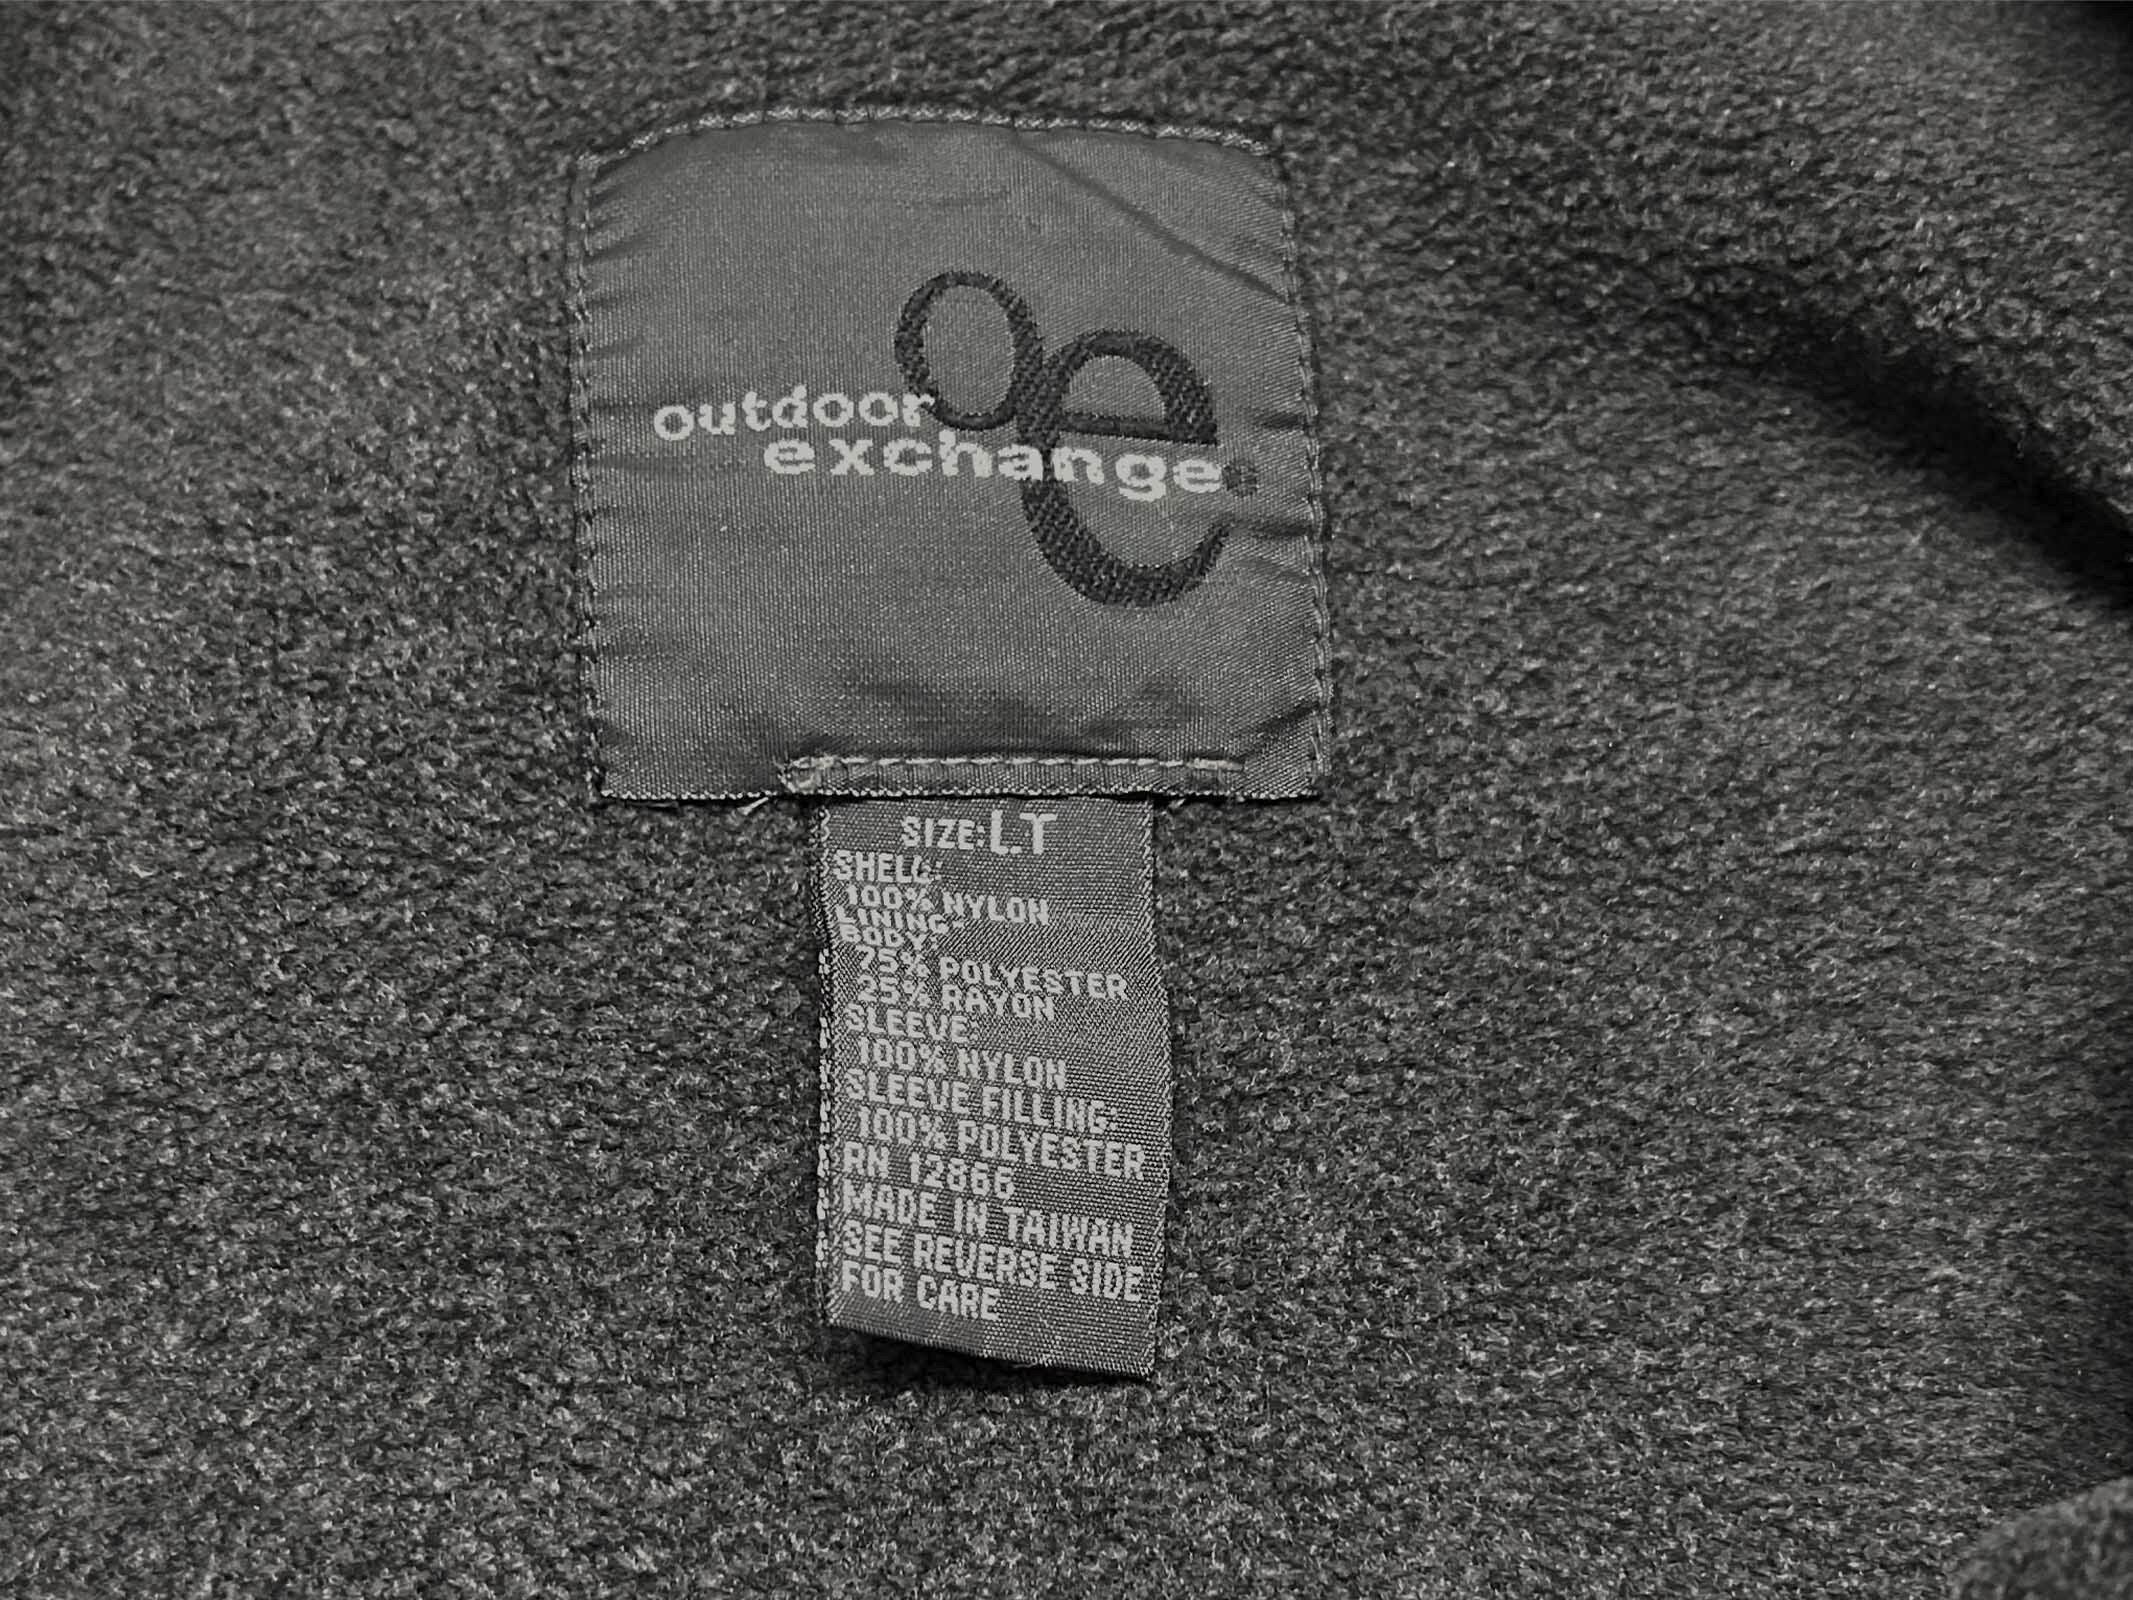 oe
outdoor
exchange
SIZE:LT
SHELL:
100% NYLON
LINING
BODY:
75% POLYESTER
25% RAYON
SLEEVE:
100% NYLON
SLEEVE FILLING:
100% POLYESTER
RN 12866
MADE IN TAIWAN
SEE REVERSE SIDE
FOR CARE